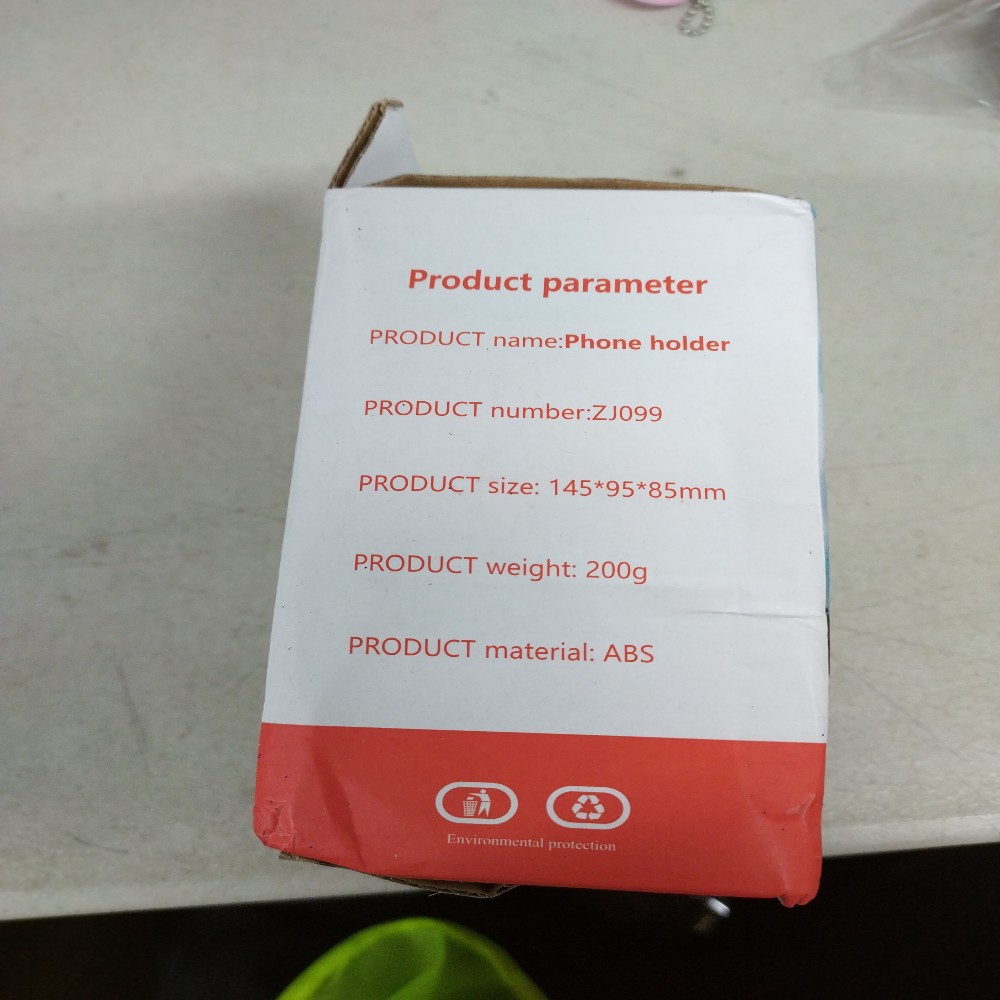 Product parameter
PRODUCT name:Phone holder
PRODUCT number:ZJ099
PRODUCT size: 145*95*85mm
PRODUCT weight: 200g
PRODUCT material: ABS
Environmental protection